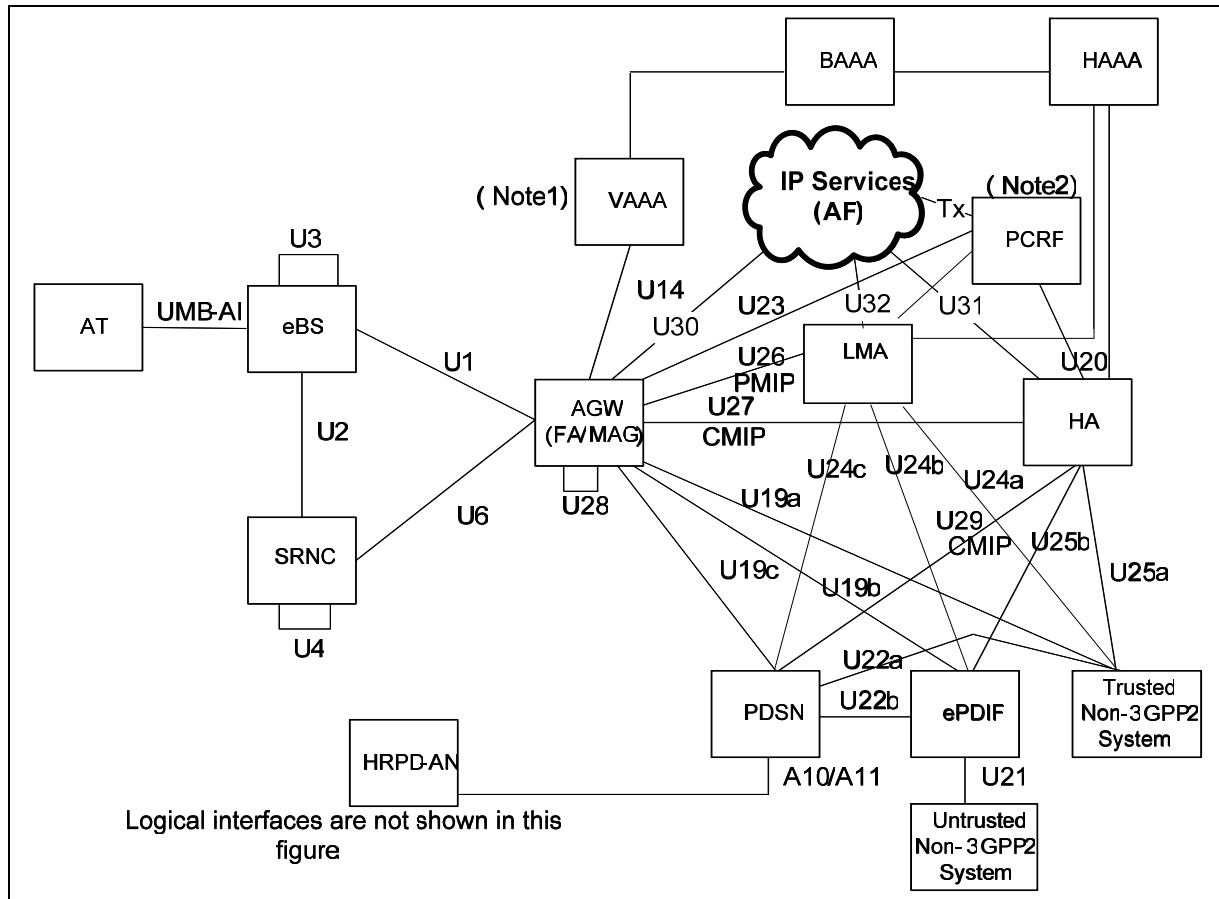 BAAA
HAAA
IP Services
(AF)
( Note1)
VAAA
( Note2)
Tx
PCRF
U3
U14
U23
U32
U31
AT
UMB-AI
eBS
U30
U1
U26
LMA
U20
PMIP
AGW
(FA/MAG)
U27
CMIP
HA
U2
U28
U24c
U24b
U24a
U19a
U6
U29
CMIP
U25b
SRNC
U19c
U19b
U25a
U4
U22a
PDSN
U22b
ePDIF
Trusted
Non-3GPP2
System
HRPD-AN
A10/A11
U21
Logical interfaces are not shown in this
figure
Untrusted
Non-3GPP2
System